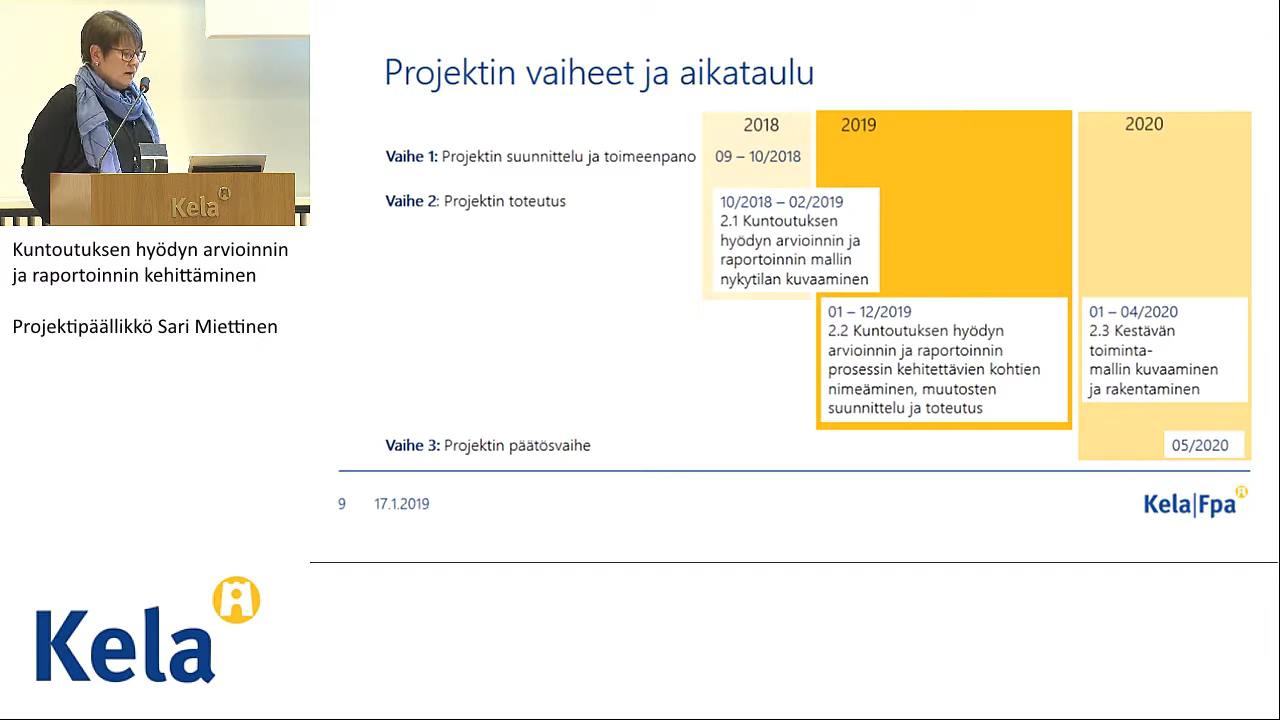 Kela
Kuntoutuksen hyödyn arvioinnin
ja raportoinnin kehittäminen
Projektipäällikkö Sari Miettinen
Kela
Projektin vaiheet ja aikataulu
2018
2019
2020
Vaihe 1: Projektin suunnittelu ja toimeenpano
09 – 10/2018
Vaihe 2: Projektin toteutus
10/2018 – 02/2019
2.1 Kuntoutuksen
hyödyn arvioinnin ja
raportoinnin mallin
nykytilan kuvaaminen
01 – 12/2019
2.2 Kuntoutuksen hyödyn
arvioinnin ja raportoinnin
prosessin kehitettävien kohtien
nimeäminen, muutosten
suunnittelu ja toteutus
01 – 04/2020
2.3 Kestävän
toiminta-
mallin kuvaaminen
ja rakentaminen
Vaihe 3: Projektin päätösvaihe
05/2020
9 17.1.2019
Kela|Fpa